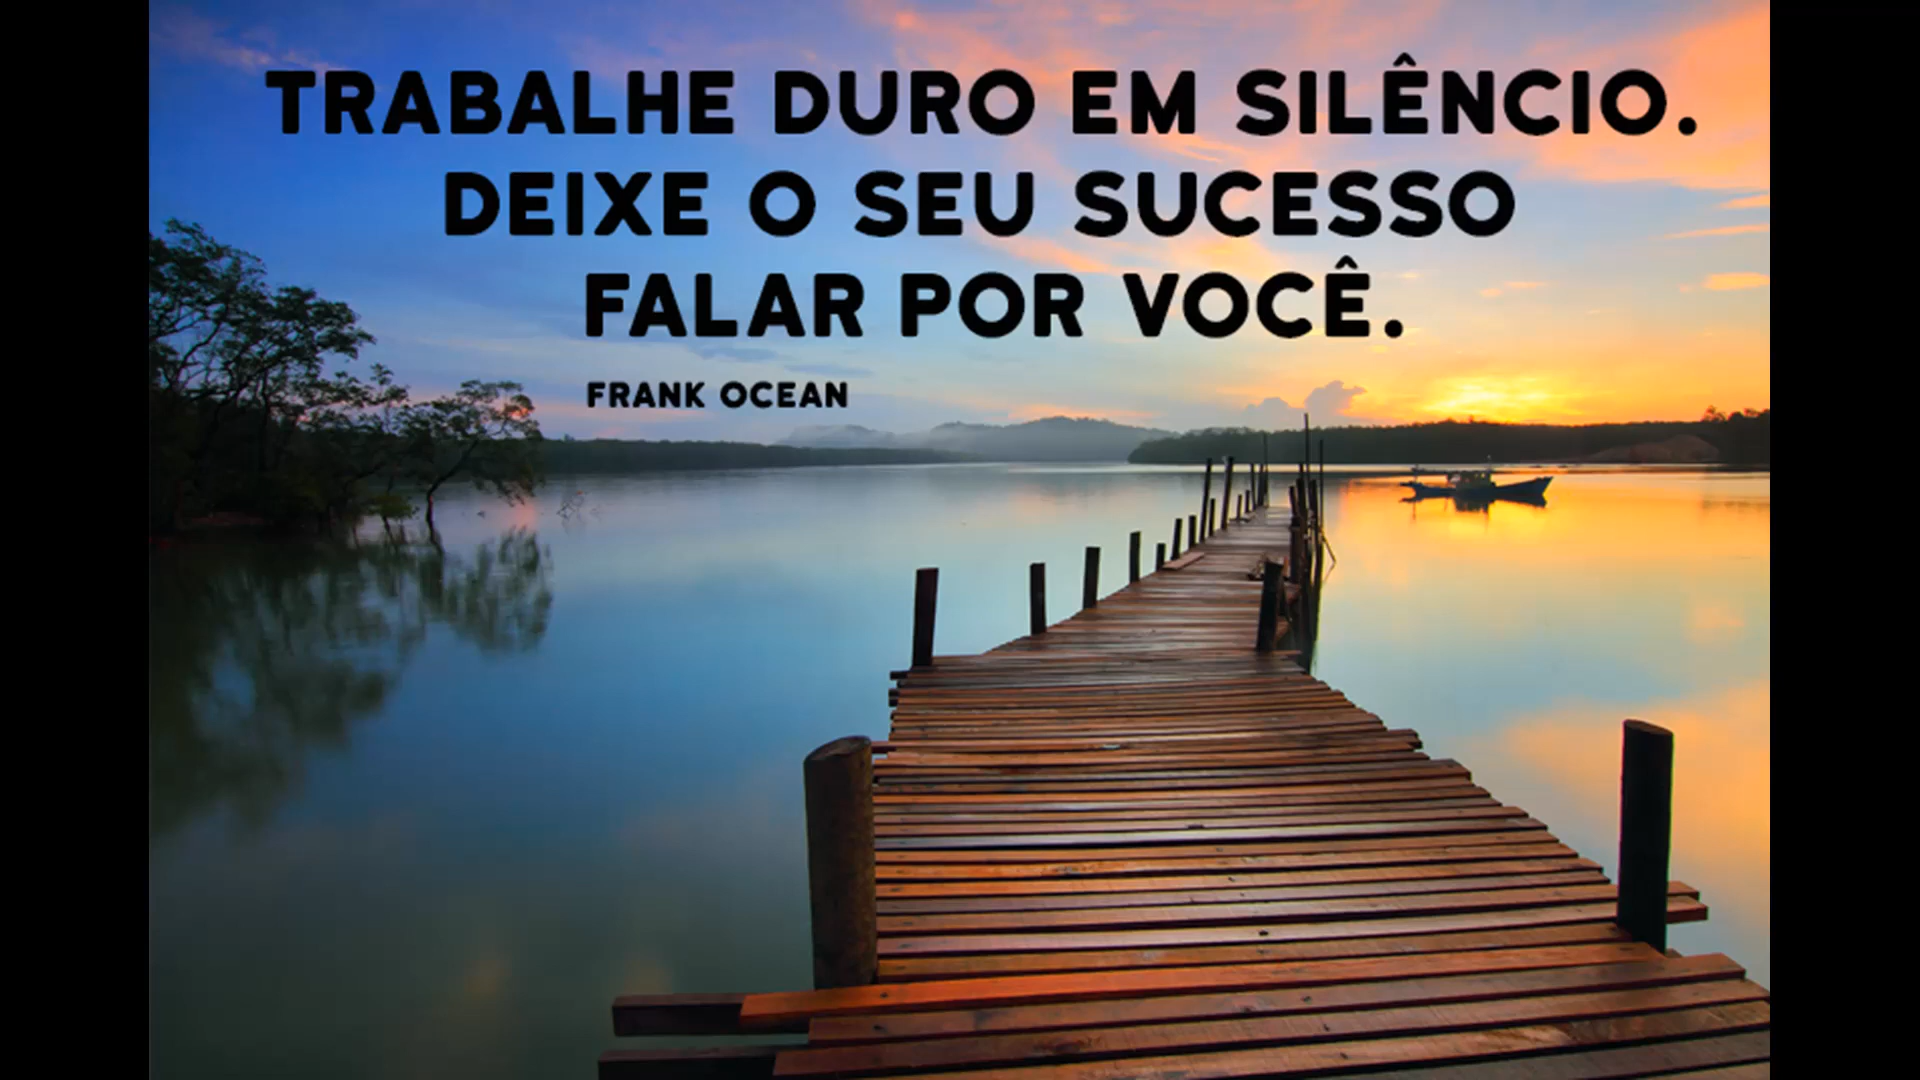 TRABALHE DURO EM SILÊNCIO.
DEIXE O SEU SUCESSO
FALAR POR VOCÊ.
FRANK OCEAN